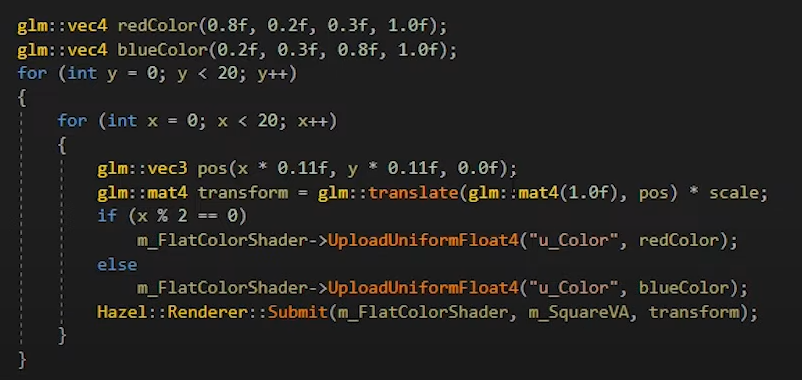 glm::vec4 redColor(0.8f, 0.2f, 0.3f, 1.0f);
glm::vec4 blueColor(0.2f, 0.3f, 0.8f, 1.0f);
for (int y = 0; y < 20; y++)
{
for (int x = 0; x < 20; x++)
{
glm::vec3 pos(x * 0.11f, y * 0.11f, 0.0f);
glm::mat4 transform = glm::translate(glm::mat4(1.0f), pos) * scale;
if (x % 2 == 0)
m_FlatColorShader->UploadUniformFloat4("u_Color", redColor);
else
m_FlatColorShader->UploadUniformFloat4("u_Color", blueColor);
Hazel::Renderer::Submit(m_FlatColorShader, m_SquareVA, transform);
}
}